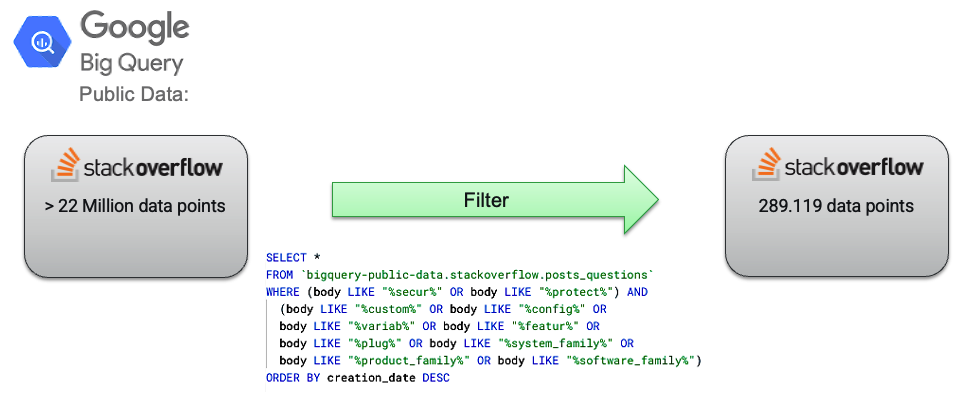 Google
Big Query
Public Data:
stackoverflow
> 22 Million data points
Filter
stackoverflow
289.119 data points
SELECT *
FROM `bigquery-public-data.stackoverflow.posts_questions`
WHERE (body LIKE "%secur%" OR body LIKE "%protect%") AND
(body LIKE "%custom%" OR body LIKE "%config%" OR
body LIKE "%variab%" OR body LIKE "%featur%" OR
body LIKE "%plug%" OR body LIKE "%system_family%" OR
body LIKE "%product_family%" OR body LIKE "%software_family%")
ORDER BY creation_date DESC